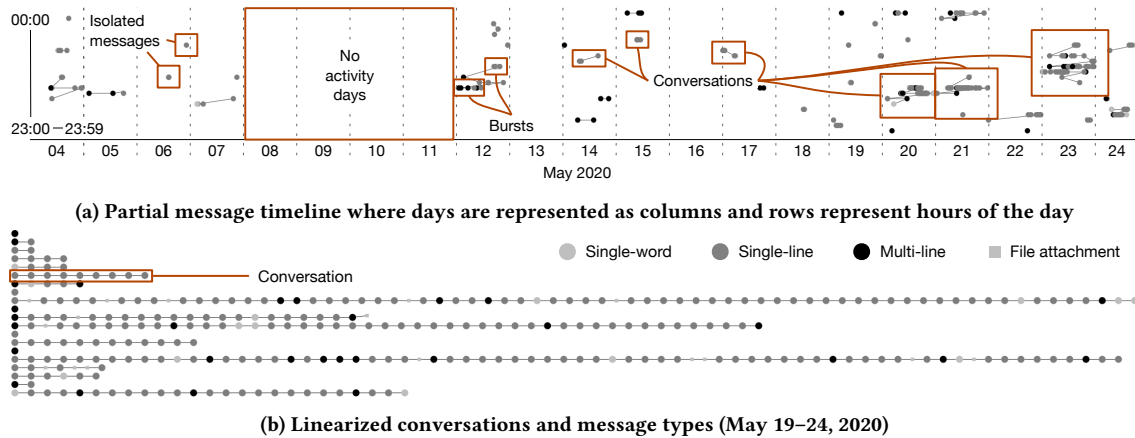 00:00
Isolated
messages
No
activity
days
Conversations
Bursts
23:00–23:59
04 05 06 07 08 09 10 11 12 13 14 15 16 17 18 19 20 21 22 23 24
May 2020
(a) Partial message timeline where days are represented as columns and rows represent hours of the day
Single-word Single-line Multi-line File attachment
Conversation
(b) Linearized conversations and message types (May 19–24, 2020)